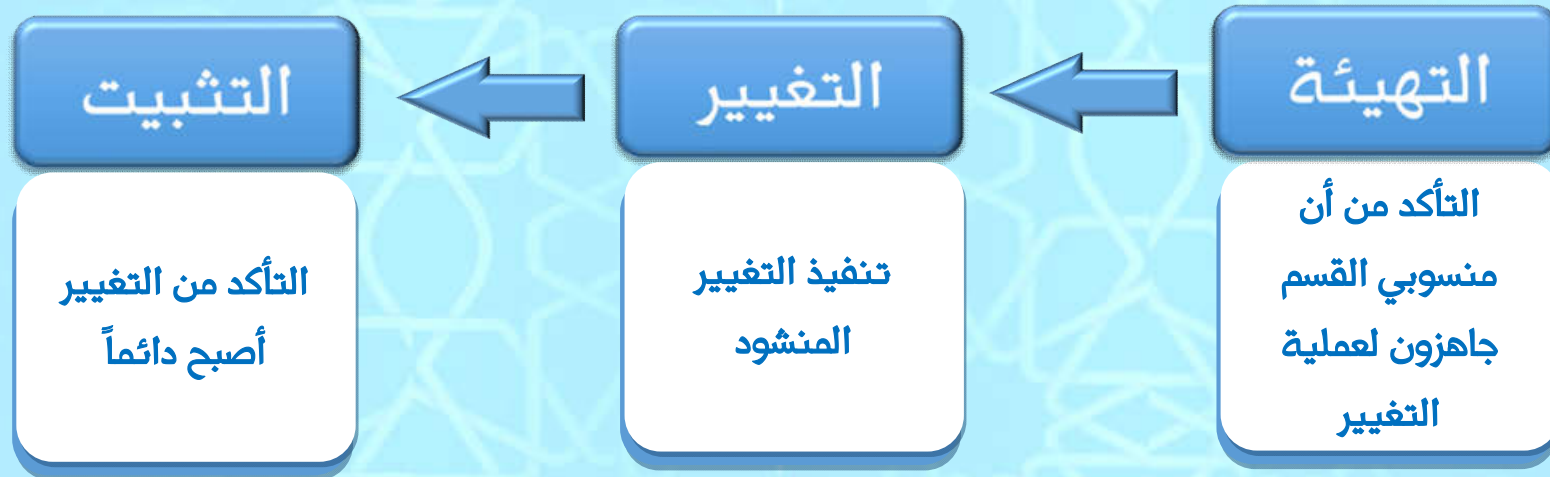 التهيئة
التأكد من أن
منسوبي القسم
جاهزون لعملية
التغيير
التغيير
تنفيذ التغيير
المنشود
التثبيت
التأكد من التغيير
أصبح دائماً